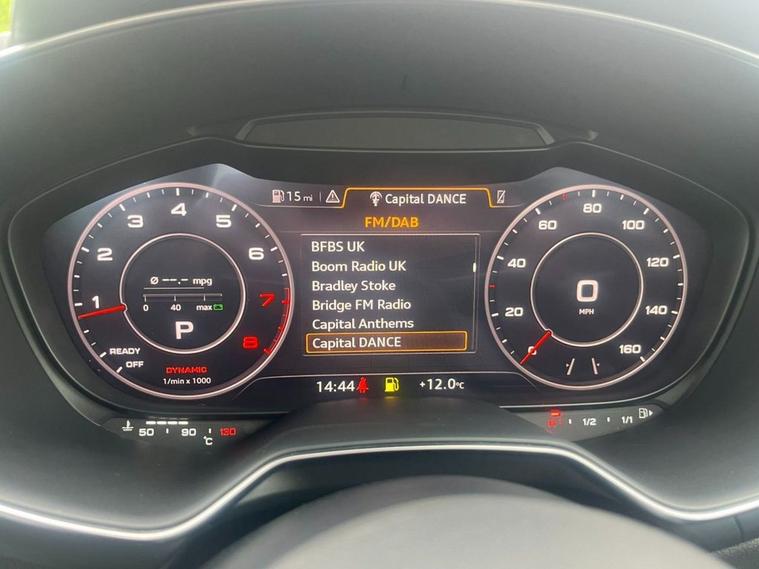 15 mi
Capital DANCE
FM/DAB
BFBS UK
Boom Radio UK
Bradley Stoke
Bridge FM Radio
Capital Anthems
Capital DANCE
14:44
+12.0°C
OFF
READY
1
2
3
4
5
6
7
8
Ø --.- mpg
0 40 max
P
DYNAMIC
1/min x 1000
0
20
40
60
80
100
120
140
160
0
MPH
50 90 130
°C
1/2 1/1